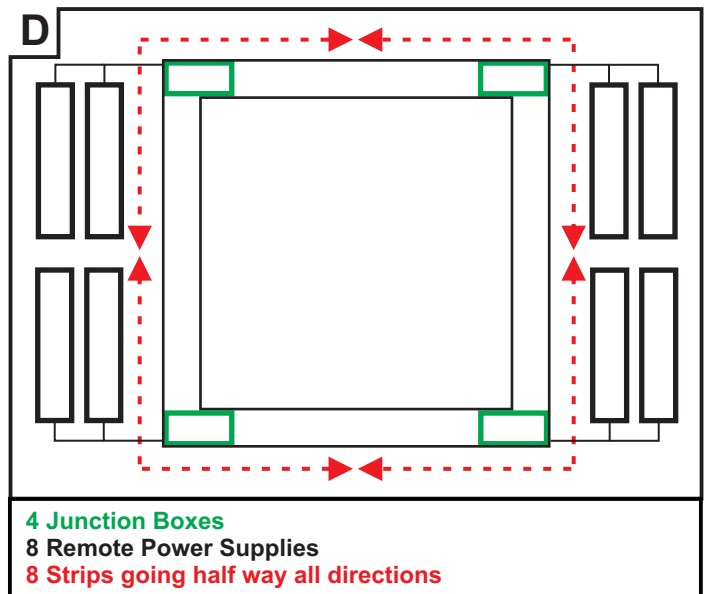 D
4 Junction Boxes
8 Remote Power Supplies
8 Strips going half way all directions